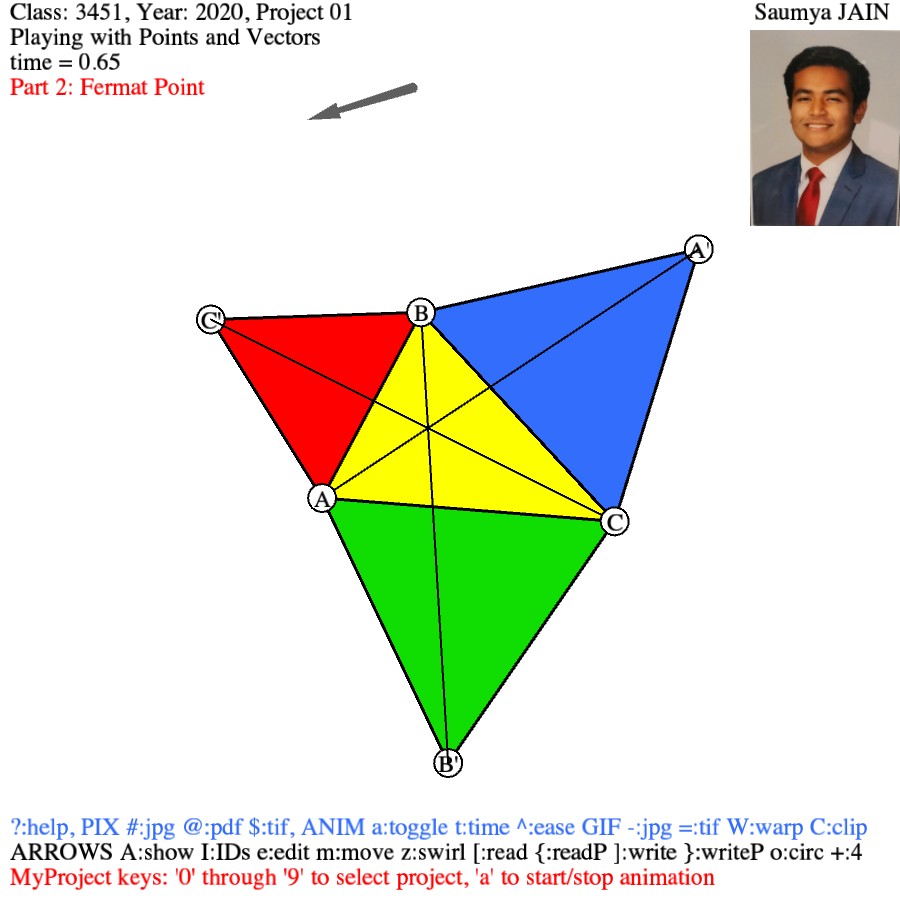 Class: 3451, Year: 2020, Project 01
Saumya JAIN
Playing with Points and Vectors
time = 0.65
Part 2: Fermat Point
A'
C'
B
A
C
B'
?:help, PIX #:jpg @:pdf $:tif, ANIM a:toggle t:time ^:ease GIF -:jpg =:tif W:warp C:clip
ARROWS A:show I:IDs e:edit m:move z:swirl [:read {:readP ]:write }:writeP o:circ +:4
MyProject keys: '0' through '9' to select project, 'a' to start/stop animation